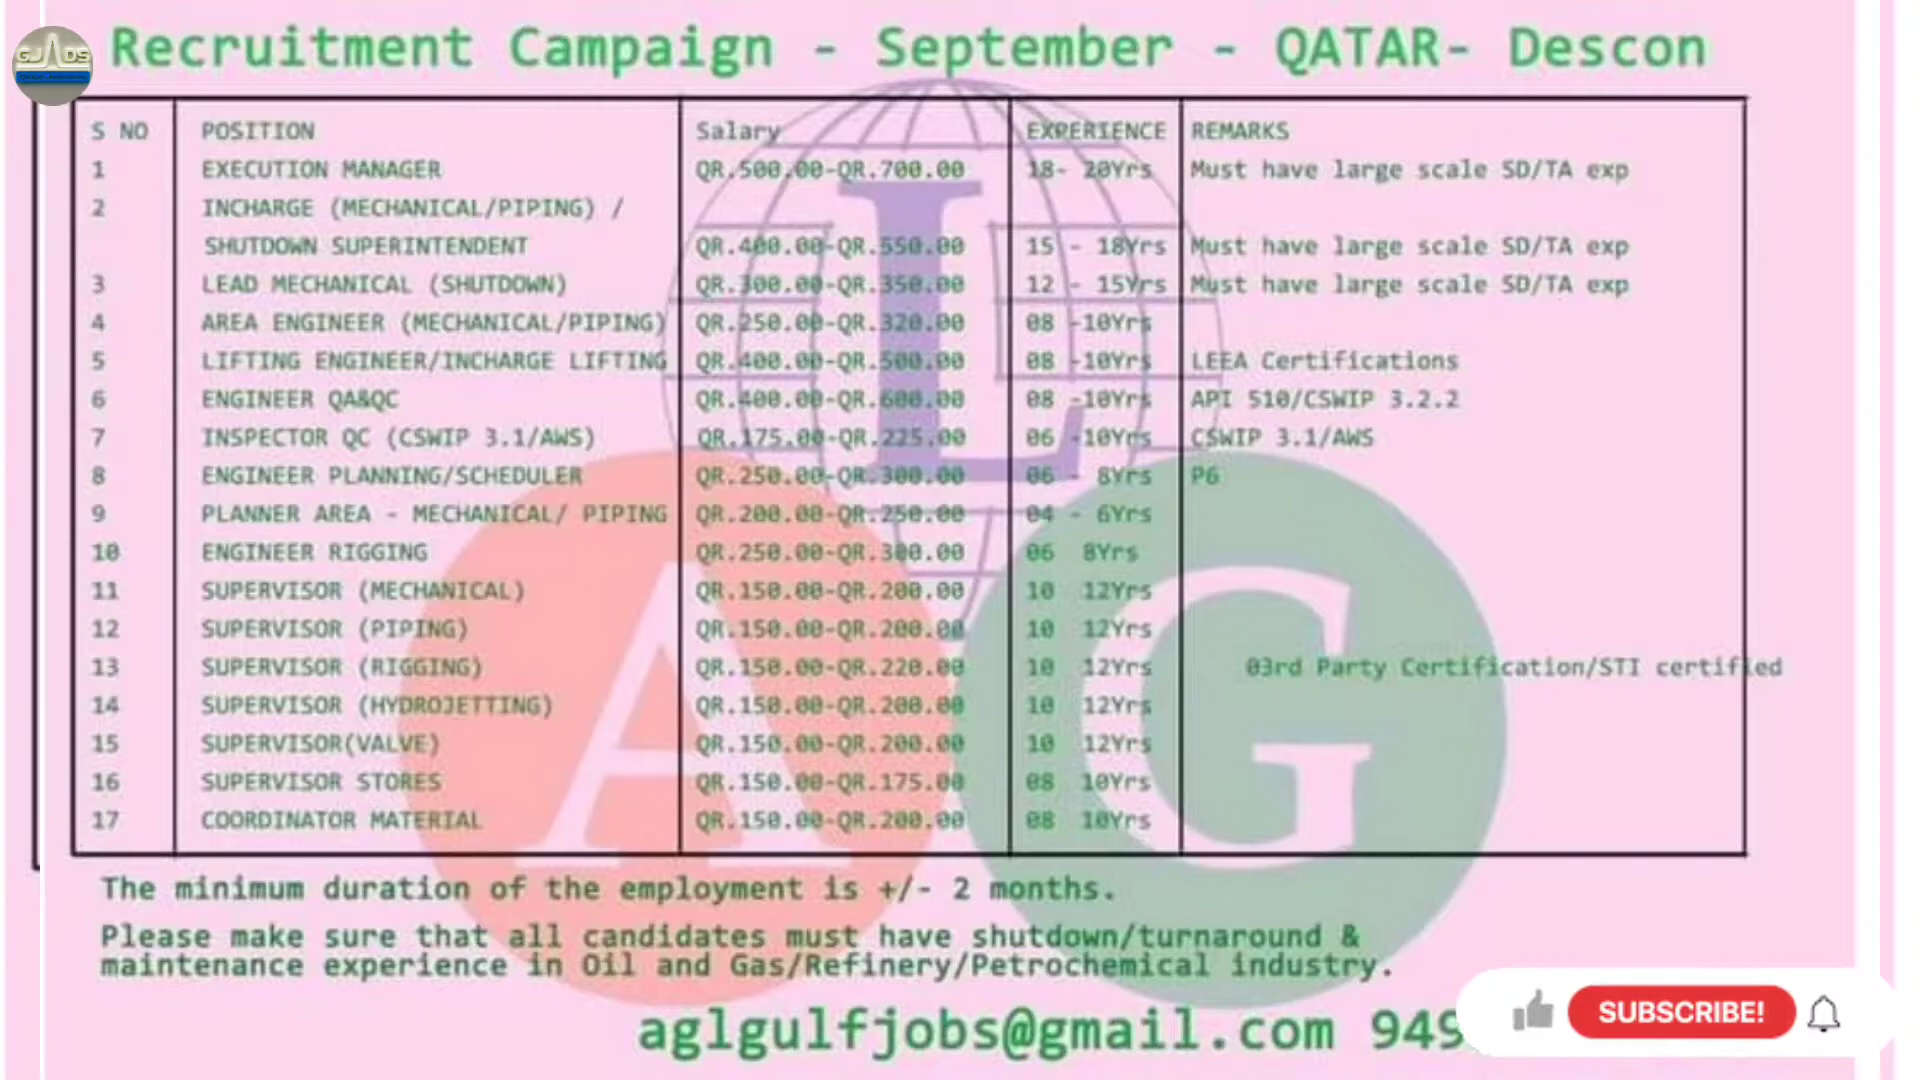 GJADS
Recruitment Campaign - September - QATAR- Descon
S NO POSITION Salary EXPERIENCE REMARKS
1 EXECUTION MANAGER QR.500.00-QR.700.00 18- 20Yrs Must have large scale SD/TA exp
2 INCHARGE (MECHANICAL/PIPING) /
SHUTDOWN SUPERINTENDENT QR.400.00-QR.550.00 15 - 18Yrs Must have large scale SD/TA exp
3 LEAD MECHANICAL (SHUTDOWN) QR.300.00-QR.350.00 12 - 15Yrs Must have large scale SD/TA exp
4 AREA ENGINEER (MECHANICAL/PIPING) QR.250.00-QR.320.00 08 -10Yrs
5 LIFTING ENGINEER/INCHARGE LIFTING QR.400.00-QR.500.00 08 -10Yrs LEEA Certifications
6 ENGINEER QA&QC QR.400.00-QR.600.00 08 -10Yrs API 510/CSWIP 3.2.2
7 INSPECTOR QC (CSWIP 3.1/AWS) QR.175.00-QR.225.00 06 -10Yrs CSWIP 3.1/AWS
8 ENGINEER PLANNING/SCHEDULER QR.250.00-QR.300.00 06 - 8Yrs P6
9 PLANNER AREA - MECHANICAL/ PIPING QR.200.00-QR.250.00 04 - 6Yrs
10 ENGINEER RIGGING QR.250.00-QR.300.00 06 8Yrs
11 SUPERVISOR (MECHANICAL) QR.150.00-QR.200.00 10 12Yrs
12 SUPERVISOR (PIPING) QR.150.00-QR.200.00 10 12Yrs
13 SUPERVISOR (RIGGING) QR.150.00-QR.220.00 10 12Yrs 03rd Party Certification/STI certified
14 SUPERVISOR (HYDROJETTING) QR.150.00-QR.200.00 10 12Yrs
15 SUPERVISOR(VALVE) QR.150.00-QR.200.00 10 12Yrs
16 SUPERVISOR STORES QR.150.00-QR.175.00 08 10Yrs
17 COORDINATOR MATERIAL QR.150.00-QR.200.00 08 10Yrs
L
A G
The minimum duration of the employment is +/- 2 months.
Please make sure that all candidates must have shutdown/turnaround &
maintenance experience in Oil and Gas/Refinery/Petrochemical industry.
aglgulfjobs@gmail.com 949
SUBSCRIBE!